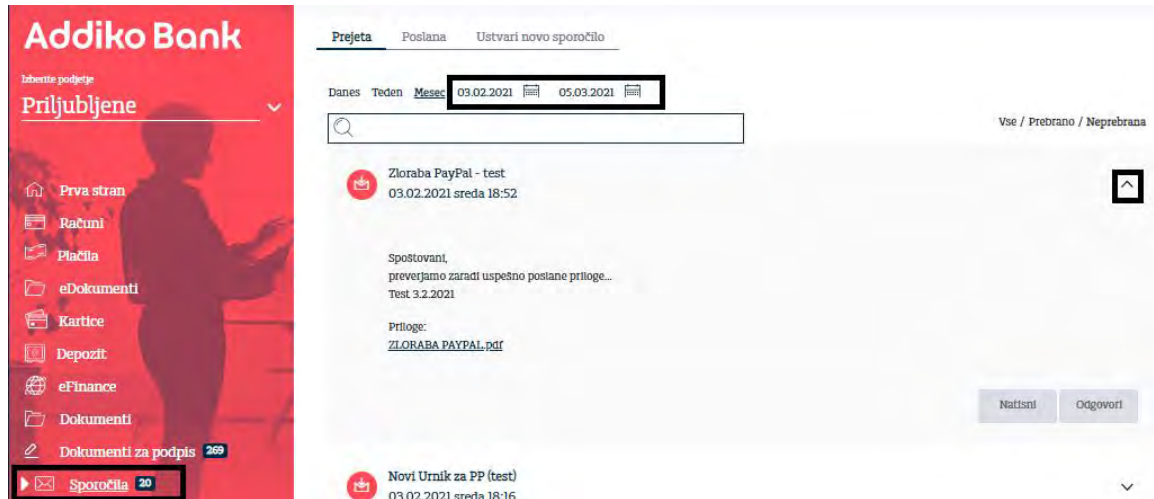 Addiko Bank
Izberite podjetje
Priljubljene
Prva stran
Računi
Plačila
eDokumenti
Kartice
Depozit
eFinance
Dokumenti
Dokumenti za podpis 269
Sporočila 20
Prejeta Poslana Ustvari novo sporočilo
Danes Teden Mesec 03.02.2021 05.03.2021
Vse / Prebrano / Neprebrana
Zloraba PayPal - test
03.02.2021 sreda 18:52
Spoštovani,
preverjamo zaradi uspešno poslane priloge...
Test 3.2.2021
Priloge:
ZLORABA PAYPAL.pdf
Natisni Odgovori
Novi Urnik za PP (test)
03.02.2021 sreda 18:16